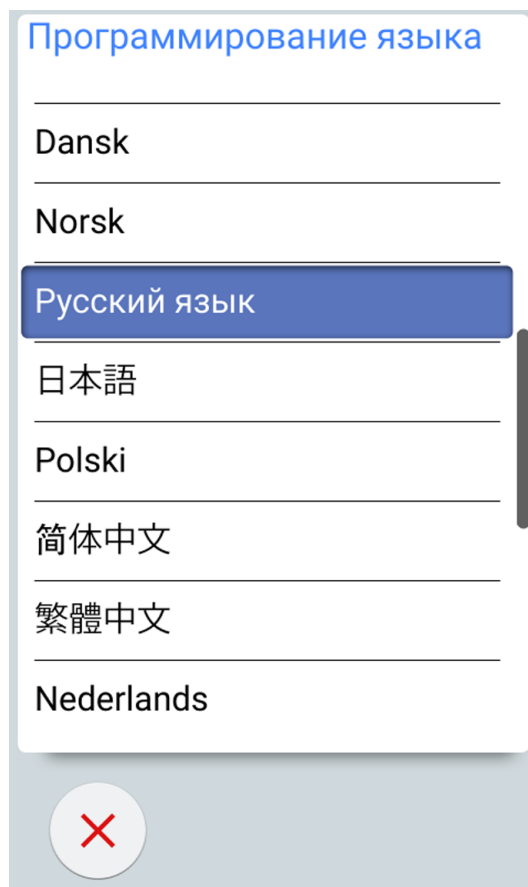 Программирование языка
Dansk
Norsk
Русский язык
日本語
Polski
简体中文
繁體中文
Nederlands